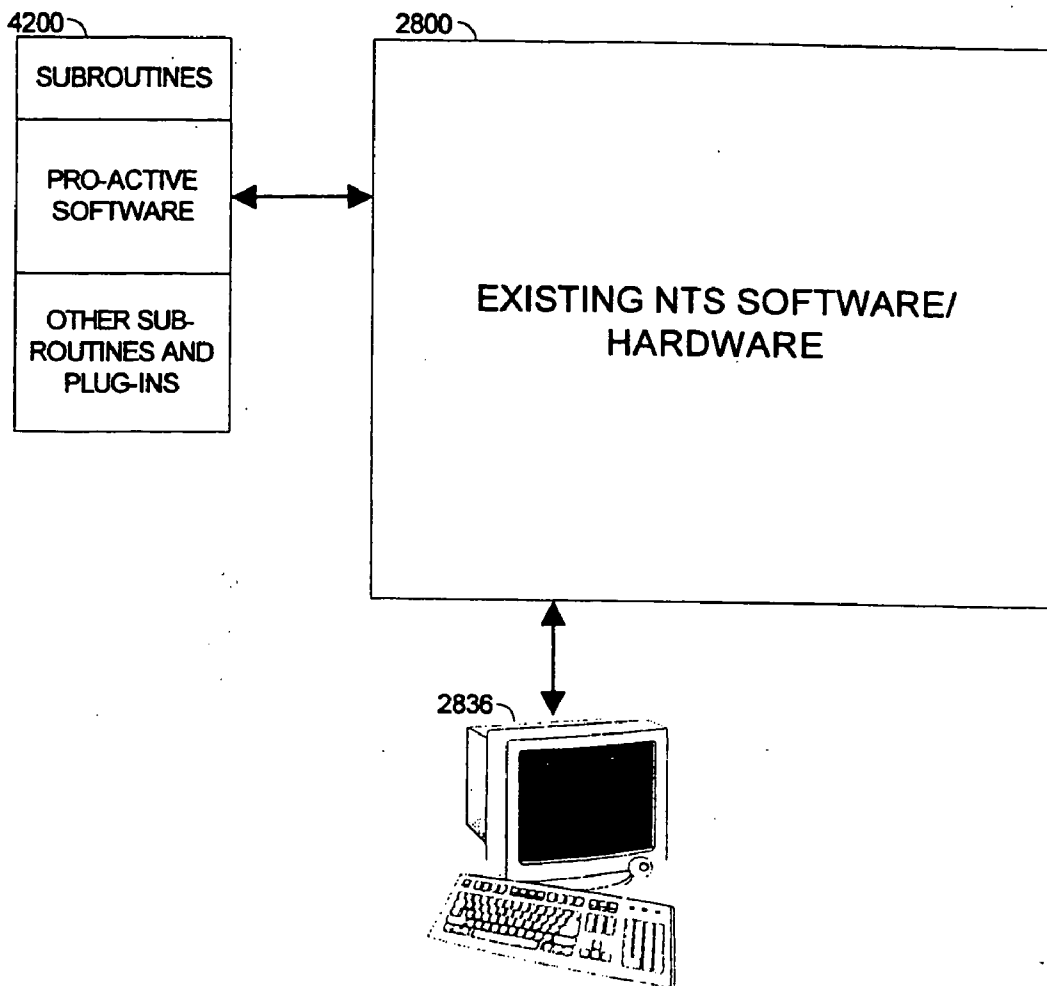 4200
SUBROUTINES
PRO-ACTIVE
SOFTWARE
OTHER SUB-
ROUTINES AND
PLUG-INS
2800
EXISTING NTS SOFTWARE/
HARDWARE
2836